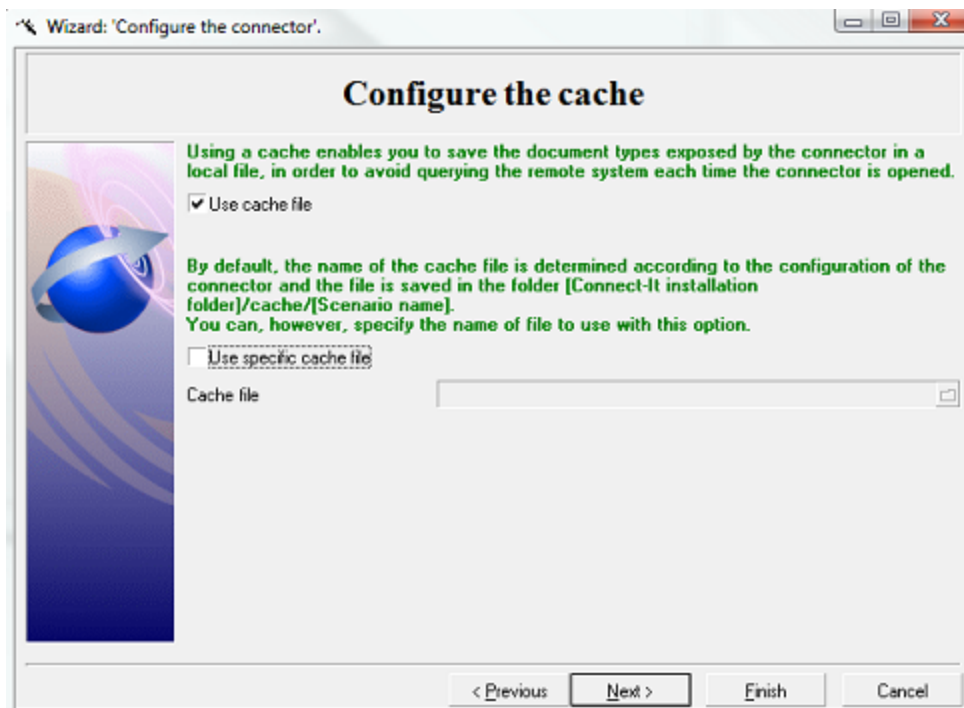 Wizard: 'Configure the connector'.
Configure the cache
Using a cache enables you to save the document types exposed by the connector in a
local file, in order to avoid querying the remote system each time the connector is opened.
Use cache file
By default, the name of the cache file is determined according to the configuration of the
connector and the file is saved in the folder [Connect-It installation
folder]/cache/[Scenario name].
You can, however, specify the name of file to use with this option.
Use specific cache file
Cache file
< Previous
Next >
Finish
Cancel